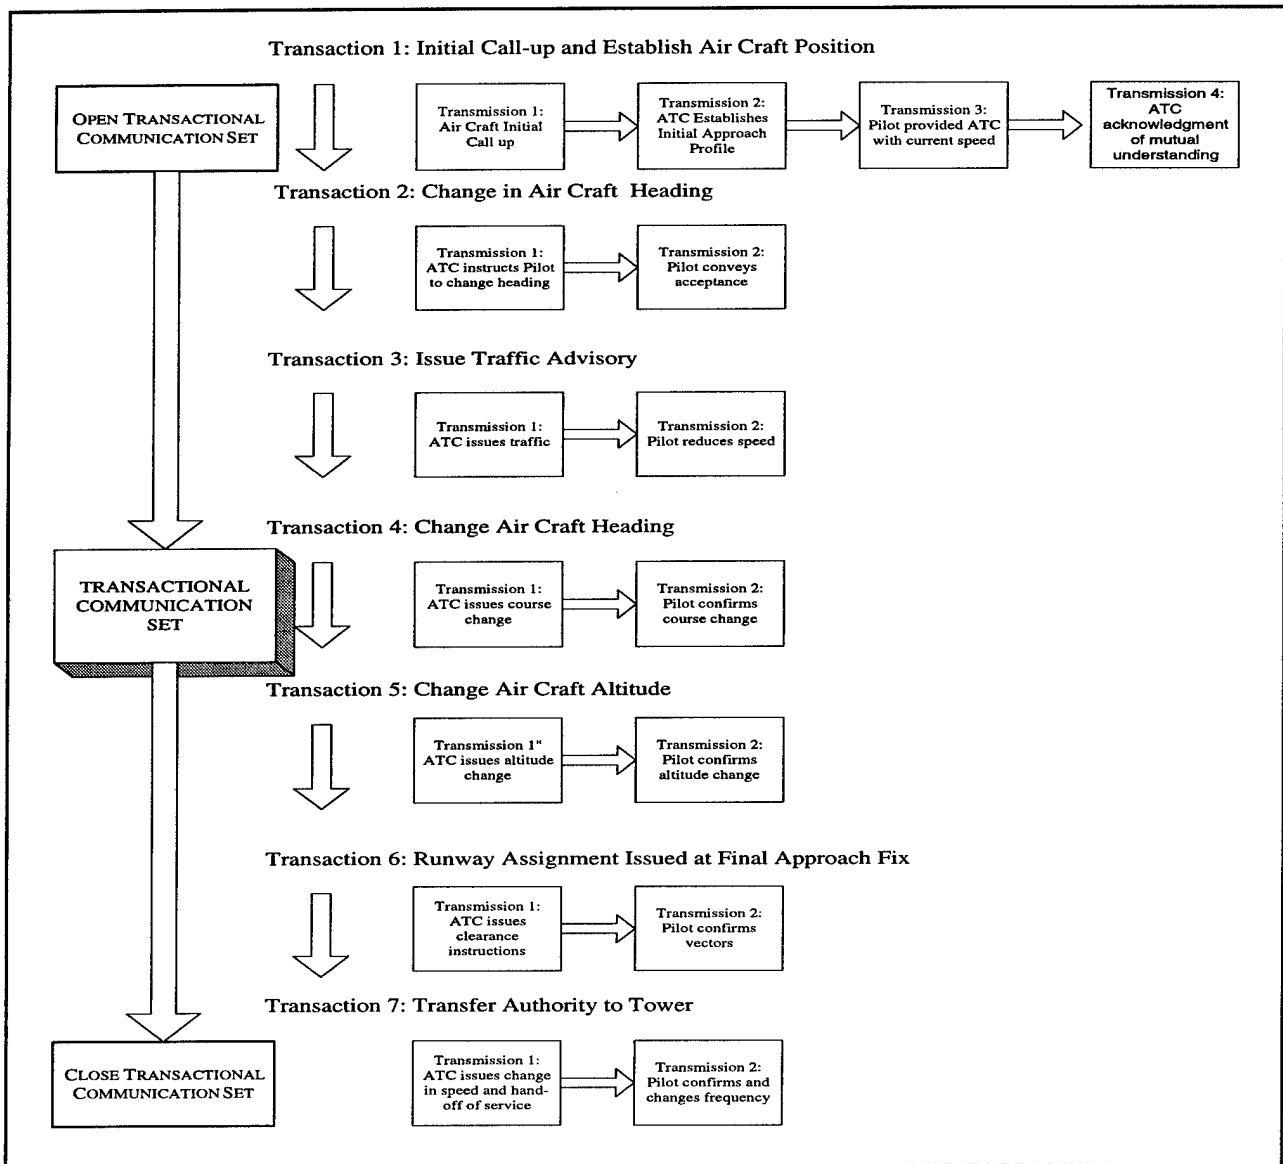 Transaction 1: Initial Call-up and Establish Air Craft Position
OPEN TRANSACTIONAL
COMMUNICATION SET
Transmission 1:
Air Craft Initial
Call up
Transmission 2:
ATC Establishes
Initial Approach
Profile
Transmission 3:
Pilot provided ATC
with current speed
Transmission 4:
ATC
acknowledgment
of mutual
understanding
Transaction 2: Change in Air Craft Heading
Transmission 1:
ATC instructs Pilot
to change heading
Transmission 2:
Pilot conveys
acceptance
Transaction 3: Issue Traffic Advisory
Transmission 1:
ATC issues traffic
Transmission 2:
Pilot reduces speed
Transaction 4: Change Air Craft Heading
TRANSACTIONAL
COMMUNICATION
SET
Transmission 1:
ATC issues course
change
Transmission 2:
Pilot confirms
course change
Transaction 5: Change Air Craft Altitude
Transmission 1"
ATC issues altitude
change
Transmission 2:
Pilot confirms
altitude change
Transaction 6: Runway Assignment Issued at Final Approach Fix
Transmission 1:
ATC issues
clearance
instructions
Transmission 2:
Pilot confirms
vectors
Transaction 7: Transfer Authority to Tower
CLOSE TRANSACTIONAL
COMMUNICATION SET
Transmission 1:
ATC issues change
in speed and hand-
off of service
Transmission 2:
Pilot confirms and
changes frequency